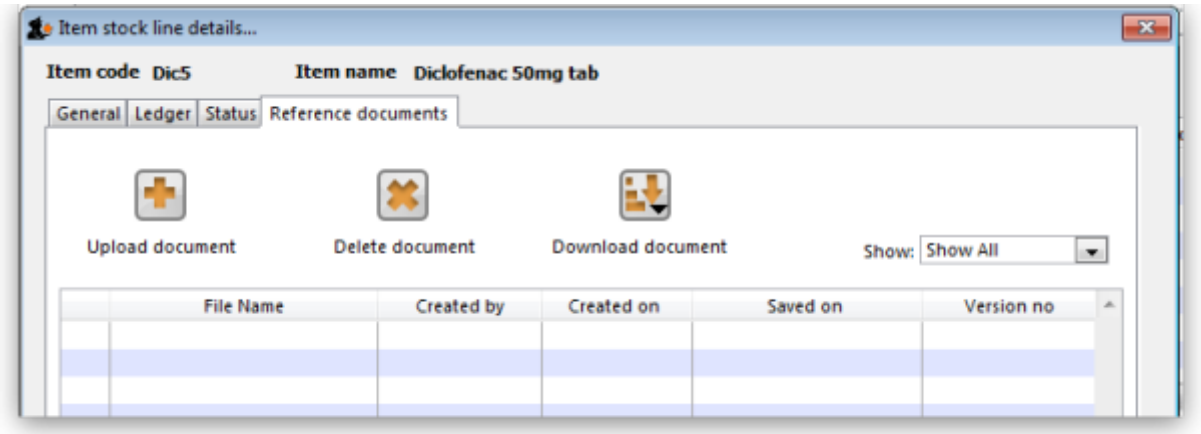 Item stock line details...
Item code Dic5 Item name Diclofenac 50mg tab
General Ledger Status Reference documents
Upload document Delete document Download document Show: Show All
File Name Created by Created on Saved on Version no